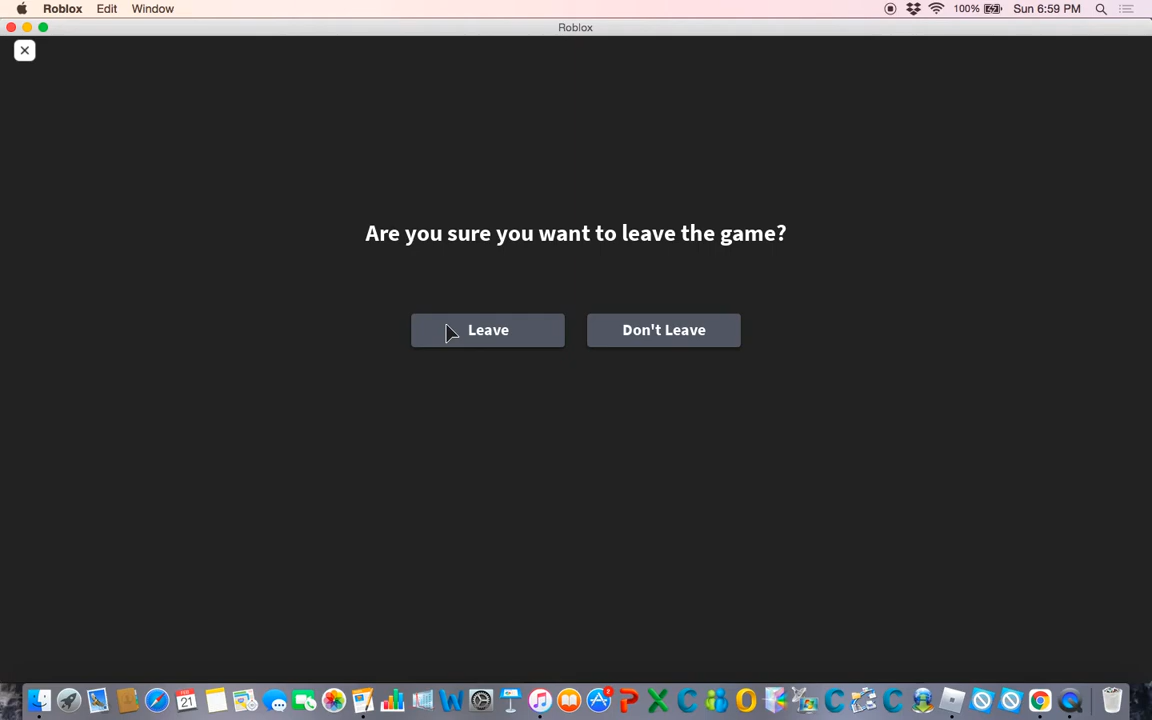 Roblox Edit Window 100% Sun 6:59 PM
Roblox
Are you sure you want to leave the game?
Leave Don't Leave
21